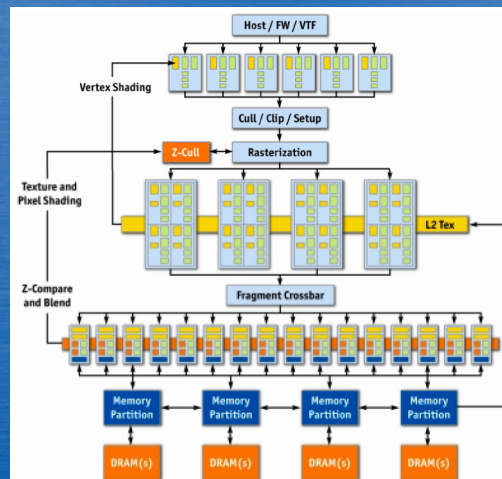 Host / FW / VTF
Vertex Shading
Cull / Clip / Setup
Z-Cull
Rasterization
Texture and
Pixel Shading
L2 Tex
Z-Compare
and Blend
Fragment Crossbar
Memory
Partition
Memory
Partition
Memory
Partition
Memory
Partition
DRAM(s)
DRAM(s)
DRAM(s)
DRAM(s)